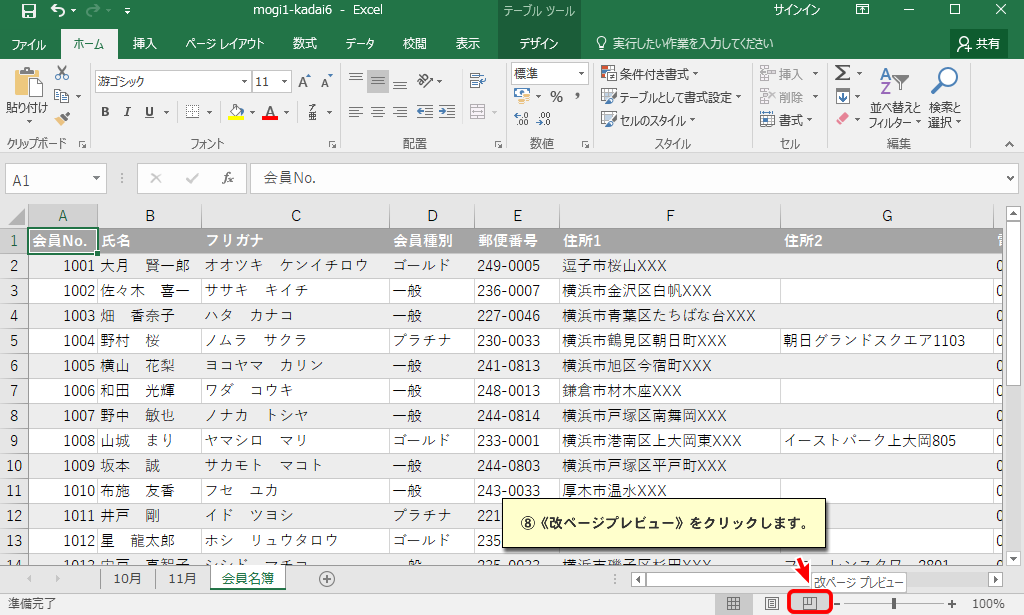 mogi1-kadai6 - Excel
テーブル ツール
サインイン
ファイル ホーム 挿入 ページ レイアウト 数式 データ 校閲 表示 デザイン 実行したい作業を入力してください 共有
貼り付け
クリップボード
游ゴシック 11
B I U
フォント
配置
標準
%
数値
条件付き書式
テーブルとして書式設定
セルのスタイル
スタイル
挿入
削除
書式
セル
並べ替えと
フィルター
検索と
選択
編集
A1 fx 会員No.
A B C D E F G
1 会員No. 氏名 フリガナ 会員種別 郵便番号 住所1 住所2
2 1001 大月 賢一郎 オオツキ ケンイチロウ ゴールド 249-0005 逗子市桜山XXX 0
3 1002 佐々木 喜一 ササキ キイチ 一般 236-0007 横浜市金沢区白帆XXX 0
4 1003 畑 香奈子 ハタ カナコ 一般 227-0046 横浜市青葉区たちばな台XXX 0
5 1004 野村 桜 ノムラ サクラ プラチナ 230-0033 横浜市鶴見区朝日町XXX 朝日グランドスクエア1103 0
6 1005 横山 花梨 ヨコヤマ カリン 一般 241-0813 横浜市旭区今宿町XXX 0
7 1006 和田 光輝 ワダ コウキ 一般 248-0013 鎌倉市材木座XXX 0
8 1007 野中 敏也 ノナカ トシヤ 一般 244-0814 横浜市戸塚区南舞岡XXX 0
9 1008 山城 まり ヤマシロ マリ ゴールド 233-0001 横浜市港南区上大岡東XXX イーストパーク上大岡805 0
10 1009 坂本 誠 サカモト マコト 一般 244-0803 横浜市戸塚区平戸町XXX 0
11 1010 布施 友香 フセ ユカ 一般 243-0033 厚木市温水XXX 0
12 1011 井戸 剛 イド ツヨシ プラチナ 221 0
13 1012 星 龍太郎 ホシ リュウタロウ ゴールド 235 0
⑧《改ページプレビュー》をクリックします。
10月 11月 会員名簿
改ページ プレビュー
準備完了 100%